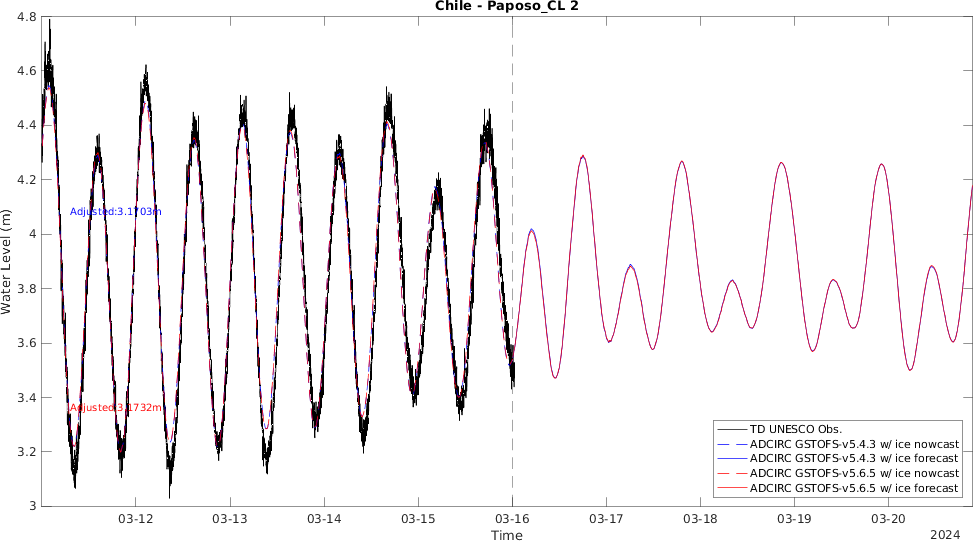 Chile - Paposo_CL 2
4.8
4.6
4.4
4.2
4
3.8
3.6
3.4
3.2
3
Water Level (m)
Adjusted:3.1703m
Adjusted:3.1732m
TD UNESCO Obs.
ADCIRC GSTOFS-v5.4.3 w/ ice nowcast
ADCIRC GSTOFS-v5.4.3 w/ ice forecast
ADCIRC GSTOFS-v5.6.5 w/ ice nowcast
ADCIRC GSTOFS-v5.6.5 w/ ice forecast
03-12 03-13 03-14 03-15 03-16 03-17 03-18 03-19 03-20
Time
2024